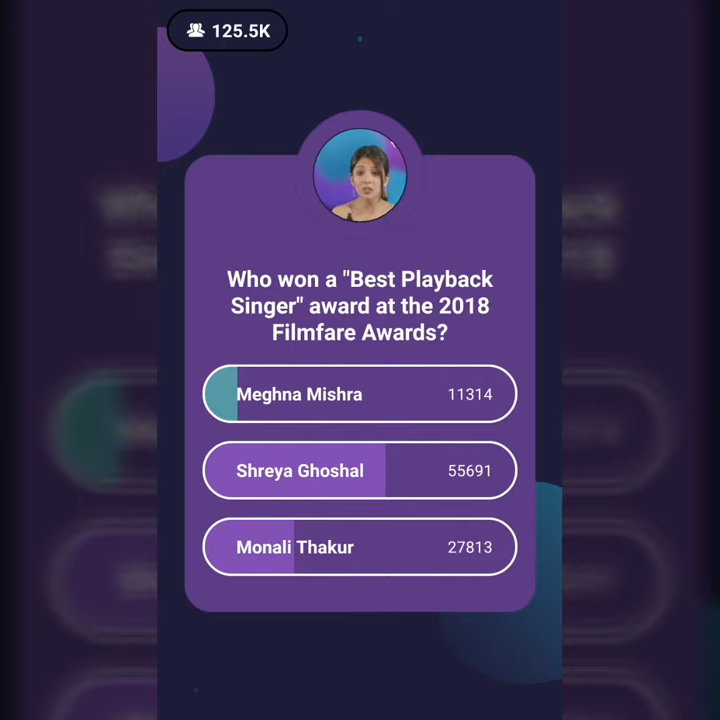 125.5K
Who won a "Best Playback
Singer" award at the 2018
Filmfare Awards?
Meghna Mishra 11314
Shreya Ghoshal 55691
Monali Thakur 27813